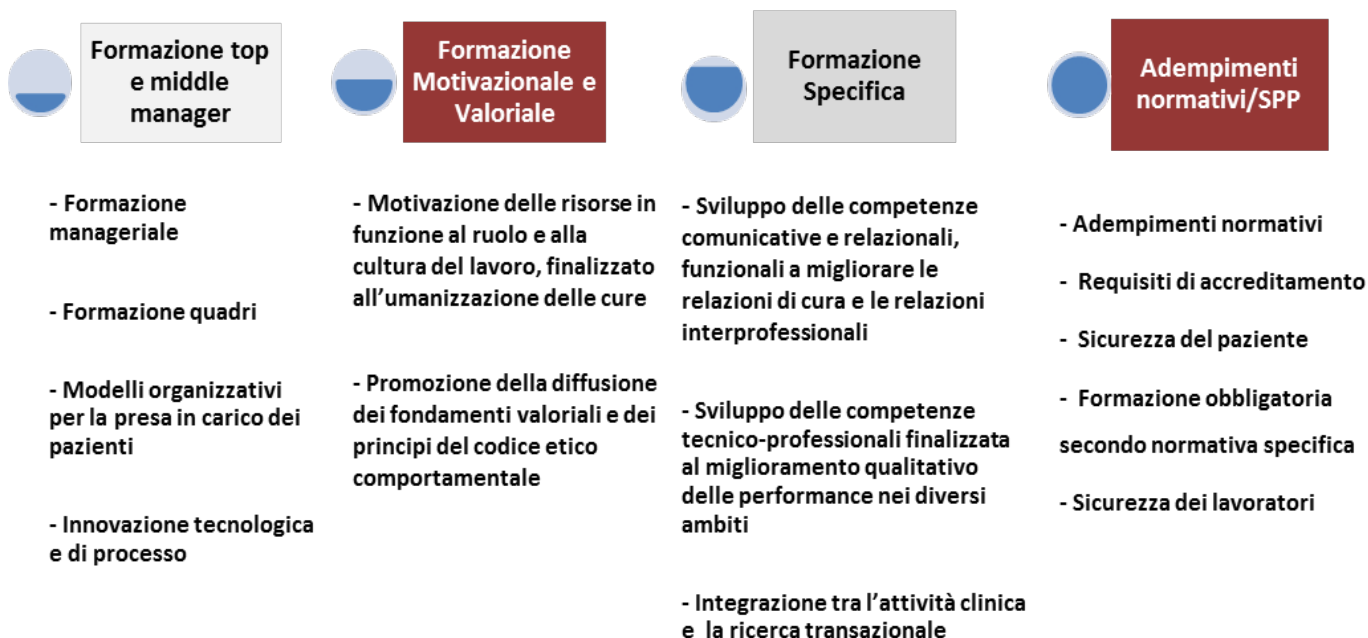 Formazione top
e middle
manager
- Formazione
manageriale
- Formazione quadri
- Modelli organizzativi
per la presa in carico dei
pazienti
- Innovazione tecnologica
e di processo
Formazione
Motivazionale e
Valoriale
- Motivazione delle risorse in
funzione al ruolo e alla
cultura del lavoro, finalizzato
all’umanizzazione delle cure
- Promozione della diffusione
dei fondamenti valoriali e dei
principi del codice etico
comportamentale
Formazione
Specifica
- Sviluppo delle competenze
comunicative e relazionali,
funzionali a migliorare le
relazioni di cura e le relazioni
interprofessionali
- Sviluppo delle competenze
tecnico-professionali finalizzata
al miglioramento qualitativo
delle performance nei diversi
ambiti
- Integrazione tra l’attività clinica
e la ricerca transazionale
Adempimenti
normativi/SPP
- Adempimenti normativi
- Requisiti di accreditamento
- Sicurezza del paziente
- Formazione obbligatoria
secondo normativa specifica
- Sicurezza dei lavoratori